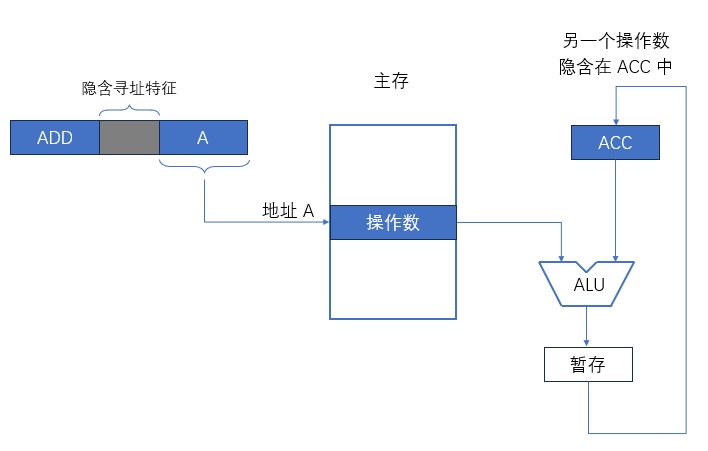 另一个操作数
隐含在 ACC 中
主存
隐含寻址特征
ADD
A
ACC
地址 A
操作数
ALU
暂存